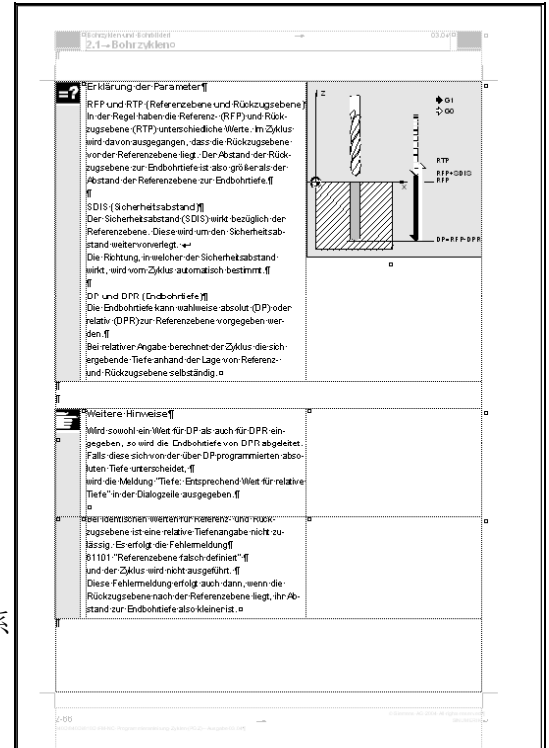 Bohrzyklen und Bohrbilder
03.04
2.1→Bohrzyklen¤
=?
Erklärung·der·Parameter¶
RFP·und·RTP·(Referenzebene·und·Rückzugsebene)
In·der·Regel·haben·die·Referenz-·(RFP)·und·Rück-
zugsebene·(RTP)·unterschiedliche·Werte.·Im·Zyklus·
wird·davon·ausgegangen,·dass·die·Rückzugsebene·
vor·der·Referenzebene·liegt.·Der·Abstand·der·Rück-
zugsebene·zur·Endbohrtiefe·ist·also·größer·als·der·
Abstand·der·Referenzebene·zur·Endbohrtiefe.¶
¶
SDIS·(Sicherheitsabstand)¶
Der·Sicherheitsabstand·(SDIS)·wirkt·bezüglich·der·
Referenzebene.·Diese·wird·um·den·Sicherheitsab-
stand·weiter·vorverlegt.·↵
Die·Richtung,·in·welcher·der·Sicherheitsabstand·
wirkt,·wird·vom·Zyklus·automatisch·bestimmt.¶
¶
DP·und·DPR·(Endbohrtiefe)¶
Die·Endbohrtiefe·kann·wahlweise·absolut·(DP)·oder·
relativ·(DPR)·zur·Referenzebene·vorgegeben·wer-
den.¶
Bei·relativer·Angabe·berechnet·der·Zyklus·die·sich·
ergebende·Tiefe·anhand·der·Lage·von·Referenz-·
und·Rückzugsebene·selbständig.¤
Z
G1
G0
RTP
RFP+SDIS
RFP
X
DP=RFP-DPR
¶
¶
Weitere·Hinweise¶
Wird·sowohl·ein·Wert·für·DP·als·auch·für·DPR·ein-
gegeben,·so·wird·die·Endbohrtiefe·von·DPR·abgeleitet.
Falls·diese·sich·von·der·über·DP·programmierten·abso-
luten·Tiefe·unterscheidet,·¶
wird·die·Meldung·"Tiefe:·Entsprechend·Wert·für·relative·
Tiefe"·in·der·Dialogzeile·ausgegeben.¶
¤
Bei·identischen·Werten·für·Referenz-·und·Rück-
zugsebene·ist·eine·relative·Tiefenangabe·nicht·zu-
lässig.·Es·erfolgt·die·Fehlermeldung¶
61101·"Referenzebene·falsch·definiert"·¶
und·der·Zyklus·wird·nicht·ausgeführt.·¶
Diese·Fehlermeldung·erfolgt·auch·dann,·wenn·die·
Rückzugsebene·nach·der·Referenzebene·liegt,·ihr·Ab-
stand·zur·Endbohrtiefe·also·kleiner·ist.¤
¶
2-66